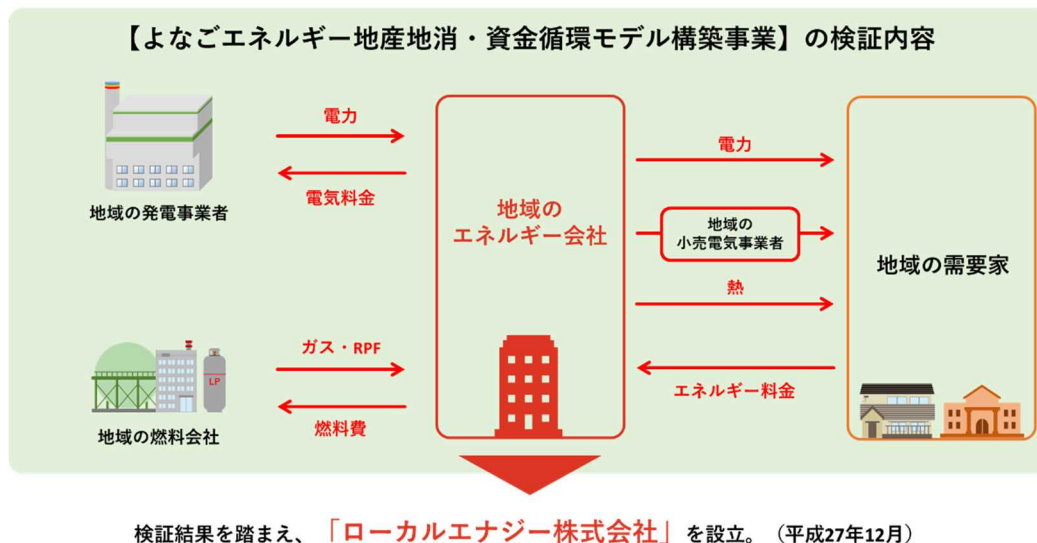 【よなごエネルギー地産地消・資金循環モデル構築事業】の検証内容
地域の発電事業者
電力
電気料金
地域の
エネルギー会社
電力
地域の
小売電気事業者
熱
エネルギー料金
地域の需要家
ガス・RPF
燃料費
LP
地域の燃料会社
検証結果を踏まえ、「ローカルエナジー株式会社」を設立。（平成27年12月）